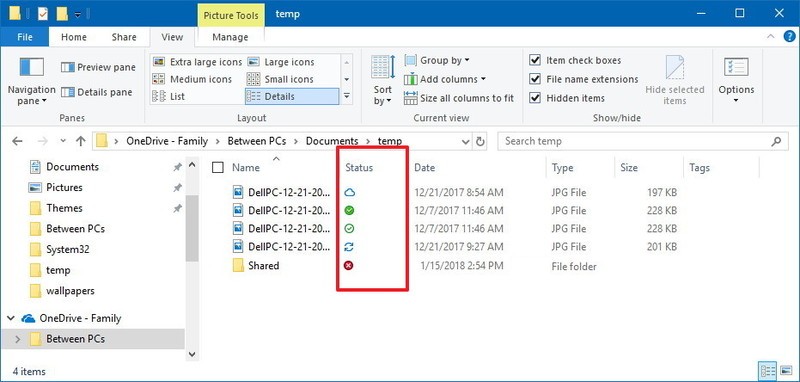 Picture Tools temp
File Home Share View Manage
Navigation pane Preview pane Details pane
Panes
Extra large icons Large icons
Medium icons Small icons
List Details
Layout
Sort by Group by
Add columns
Size all columns to fit
Current view
Item check boxes
File name extensions
Hidden items
Hide selected items
Show/hide
Options
OneDrive - Family > Between PCs > Documents > temp
Search temp
Documents
Pictures
Themes
Between PCs
System32
temp
wallpapers
OneDrive - Family
Between PCs
Name Status Date Type Size Tags
DellPC-12-21-20... 12/21/2017 8:54 AM JPG File 197 KB
DellPC-12-21-20... 12/7/2017 11:46 AM JPG File 228 KB
DellPC-12-21-20... 12/7/2017 11:46 AM JPG File 228 KB
DellPC-12-21-20... 12/21/2017 9:27 AM JPG File 201 KB
Shared 1/15/2018 2:54 PM File folder
4 items